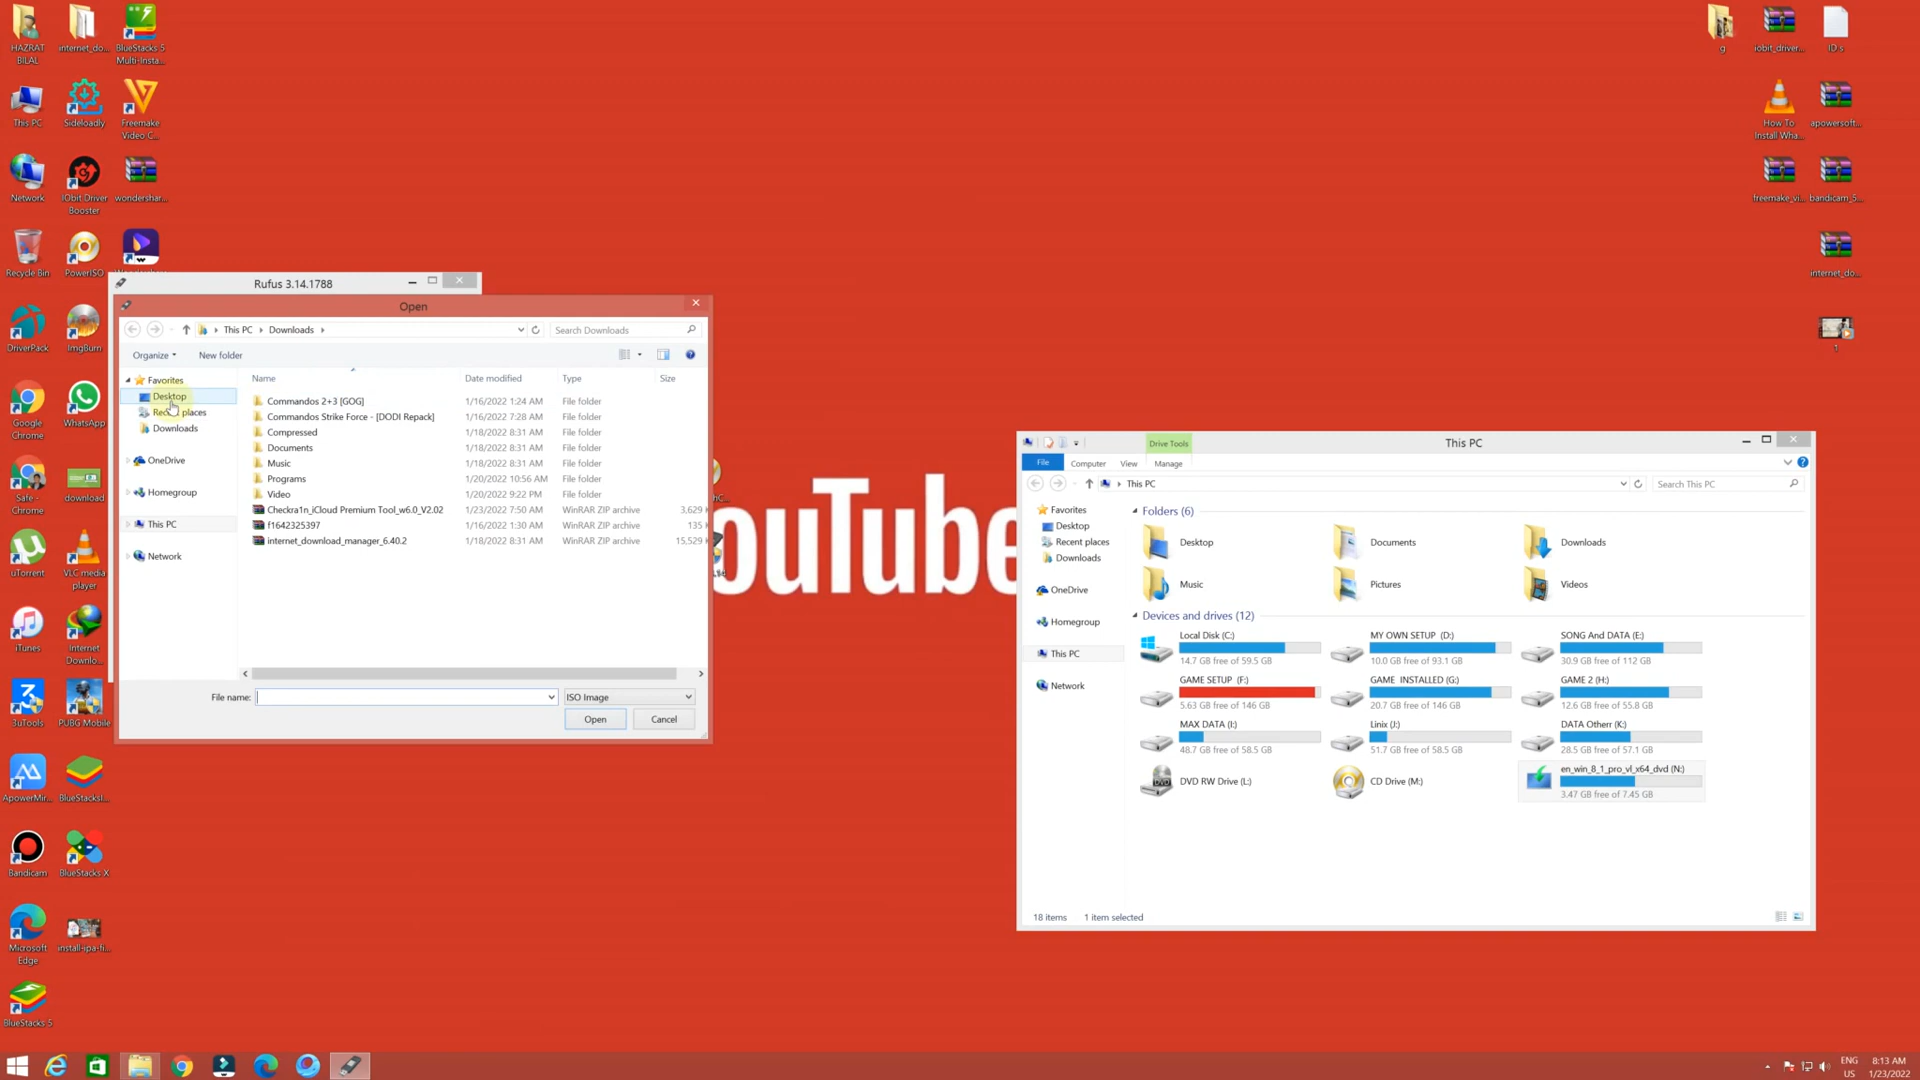 HAZRAT
BILAL
internet_do...
BlueStacks 5
Multi-Insta...
This PC
Sideloadly
Freemake
Video C...
Network
IObit Driver
Booster
wondershar...
Recycle Bin
PowerISO
DriverPack
ImgBurn
Google
Chrome
WhatsApp
Safe -
Chrome
download
uTorrent
VLC media
player
iTunes
Internet
Downlo...
3uTools
PUBG Mobile
ApowerMir...
BlueStacksI...
Bandicam
BlueStacks X
Microsoft
Edge
install-ipa-fi...
BlueStacks 5
g
iobit_driver...
ID,s
How To
Install Wha...
apowersoft...
freemake_vi...
bandicam_5...
internet_do...
1
ouTube
Rufus 3.14.1788
Open
This PC
Downloads
Search Downloads
Organize
New folder
Favorites
Desktop
Recent places
Downloads
OneDrive
Homegroup
This PC
Network
Name Date modified Type Size
Commandos 2+3 [GOG] 1/16/2022 1:24 AM File folder
Commandos Strike Force - [DODI Repack] 1/16/2022 7:28 AM File folder
Compressed 1/18/2022 8:31 AM File folder
Documents 1/18/2022 8:31 AM File folder
Music 1/18/2022 8:31 AM File folder
Programs 1/20/2022 10:56 AM File folder
Video 1/20/2022 9:22 PM File folder
Checkra1n_iCloud Premium Tool_w6.0_V2.02 1/23/2022 7:50 AM WinRAR ZIP archive 3,629 K
f1642325397 1/16/2022 1:30 AM WinRAR ZIP archive 135 K
internet_download_manager_6.40.2 1/18/2022 8:31 AM WinRAR ZIP archive 15,529 K
File name:
ISO Image
Open
Cancel
Drive Tools
This PC
File
Computer
View
Manage
This PC
Search This PC
Favorites
Desktop
Recent places
Downloads
OneDrive
Homegroup
This PC
Network
Folders (6)
Desktop
Documents
Downloads
Music
Pictures
Videos
Devices and drives (12)
Local Disk (C:)
14.7 GB free of 59.5 GB
MY OWN SETUP (D:)
10.0 GB free of 93.1 GB
SONG And DATA (E:)
30.9 GB free of 112 GB
GAME SETUP (F:)
5.63 GB free of 146 GB
GAME INSTALLED (G:)
20.7 GB free of 146 GB
GAME 2 (H:)
12.6 GB free of 55.8 GB
MAX DATA (I:)
48.7 GB free of 58.5 GB
Linix (J:)
51.7 GB free of 58.5 GB
DATA Otherr (K:)
28.5 GB free of 57.1 GB
DVD RW Drive (L:)
CD Drive (M:)
en_win_8_1_pro_vl_x64_dvd (N:)
3.47 GB free of 7.45 GB
18 items
1 item selected
ENG
US
8:13 AM
1/23/2022